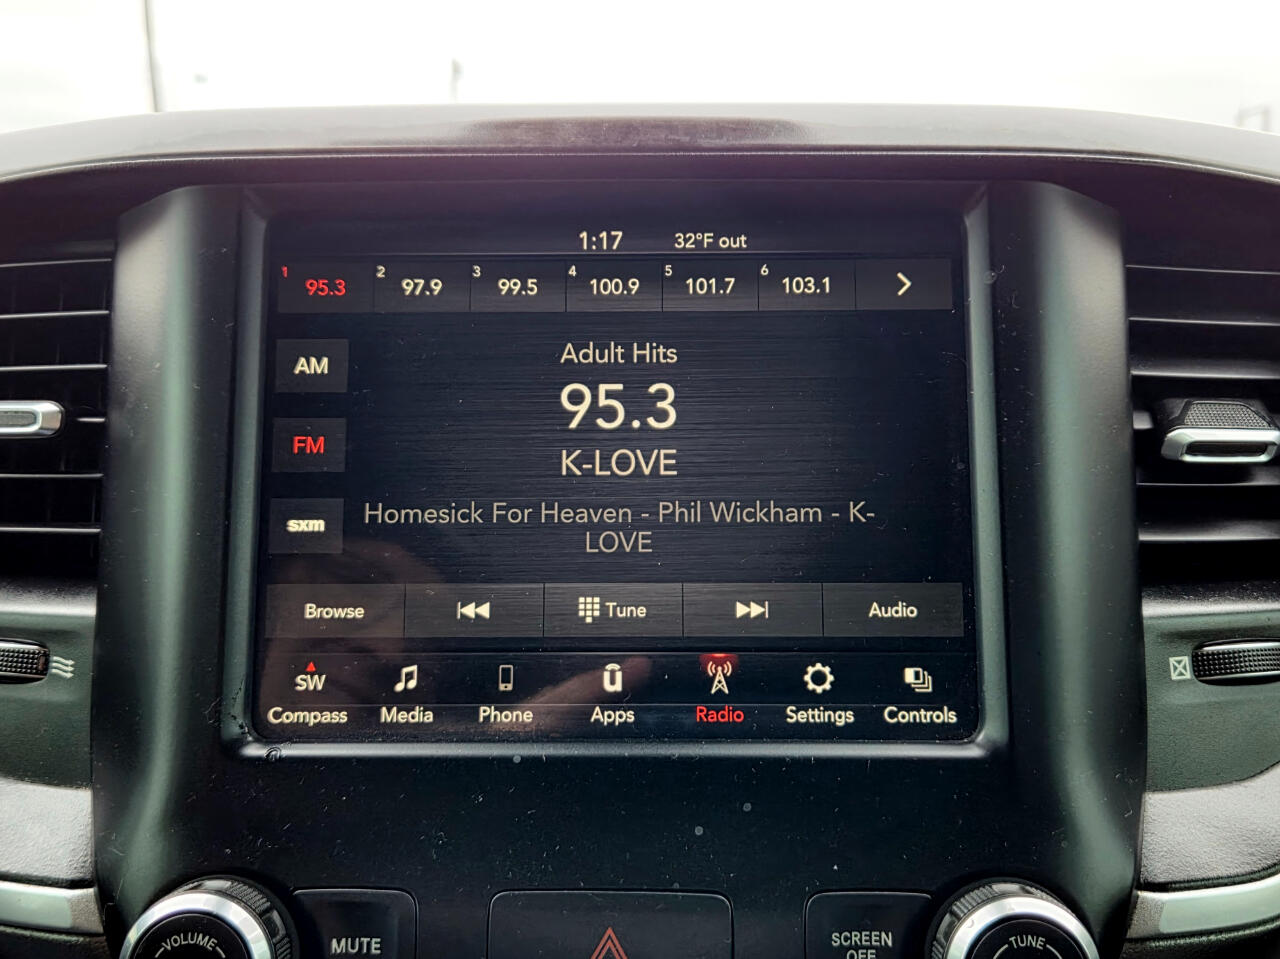 1:17 32°F out
1 95.3 2 97.9 3 99.5 4 100.9 5 101.7 6 103.1
AM
FM
sxm
Adult Hits
95.3
K-LOVE
Homesick For Heaven - Phil Wickham - K-
LOVE
Browse Tune Audio
SW
Compass Media Phone Apps Radio Settings Controls
VOLUME
MUTE
SCREEN
OFF
TUNE